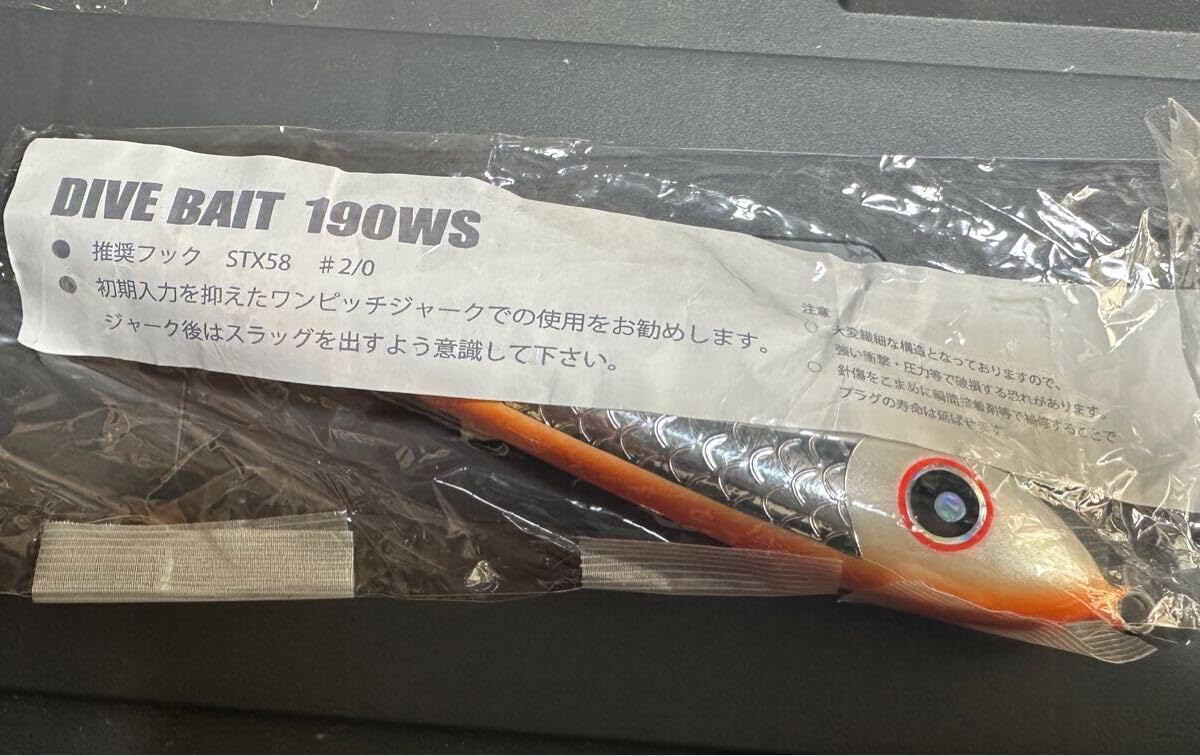 DIVE BAIT 190WS
● 推奨フック STX58 ＃2/0
● 初期入力を抑えたワンピッチジャークでの使用をお勧めします。
ジャーク後はスラッグを出すよう意識して下さい。
注意
○ 大変繊細な構造となっておりますので、
強い衝撃・圧力等で破損する恐れがあります。
○ 針傷をこまめに瞬間接着剤等で補修することで
プラグの寿命は延ばせます